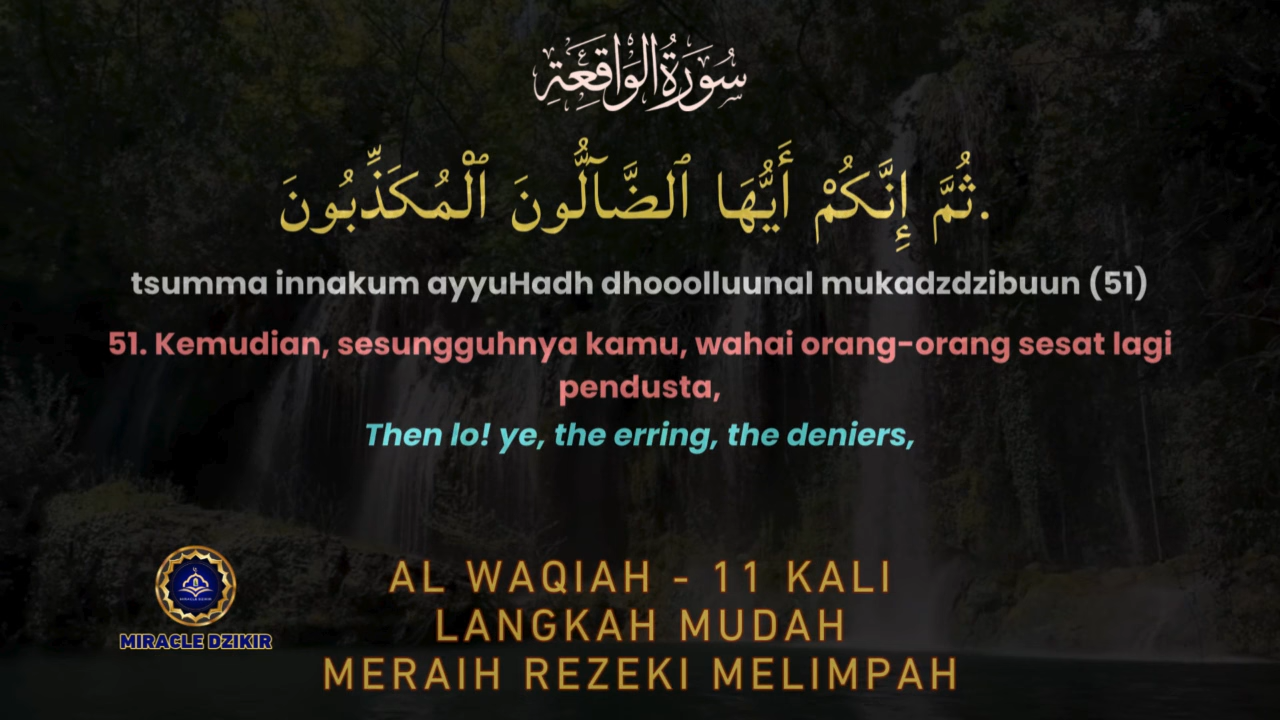 سُورَةُ الوَاقِعَةِ
ثُمَّ إِنَّكُمْ أَيُّهَا ٱلضَّآلُّونَ ٱلْمُكَذِّبُونَ.
tsumma innakum ayyuHadh dhooolluunal mukadzdzibuun (51)
51. Kemudian, sesungguhnya kamu, wahai orang-orang sesat lagi
pendusta,
Then lo! ye, the erring, the deniers,
AL WAQIAH - 11 KALI
LANGKAH MUDAH
MERAIH REZEKI MELIMPAH
MIRACLE DZIKIR
MIRACLE DZIKIR